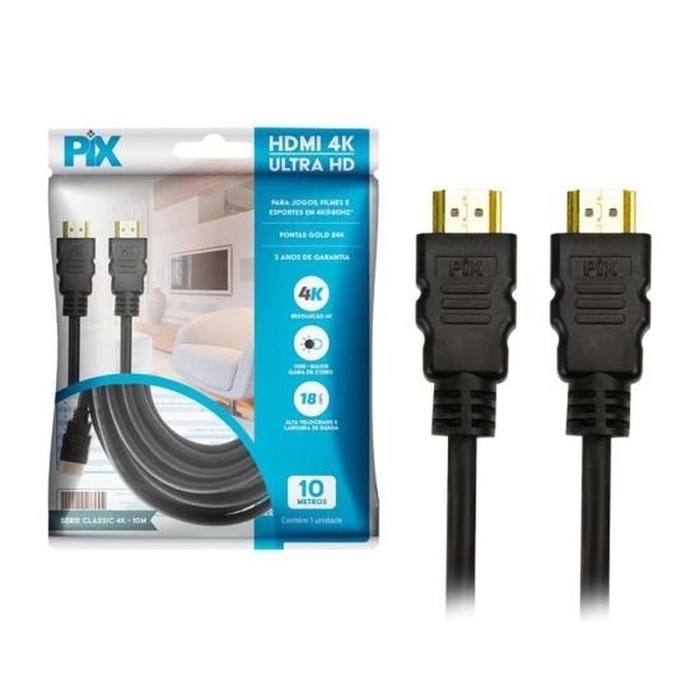 PIX
HDMI 4K
ULTRA HD
PARA JOGOS, FILMES E
ESPORTES EM 4K@60HZ*
PONTAS GOLD 24K
2 ANOS DE GARANTIA
4K
RESOLUÇÃO 4K
HDR - MAIOR
GAMA DE CORES
18
ALTA VELOCIDADE E
LARGURA DE BANDA
10
METROS
SÉRIE CLASSIC 4K - 10M
Contém 1 unidade
PIX
PIX